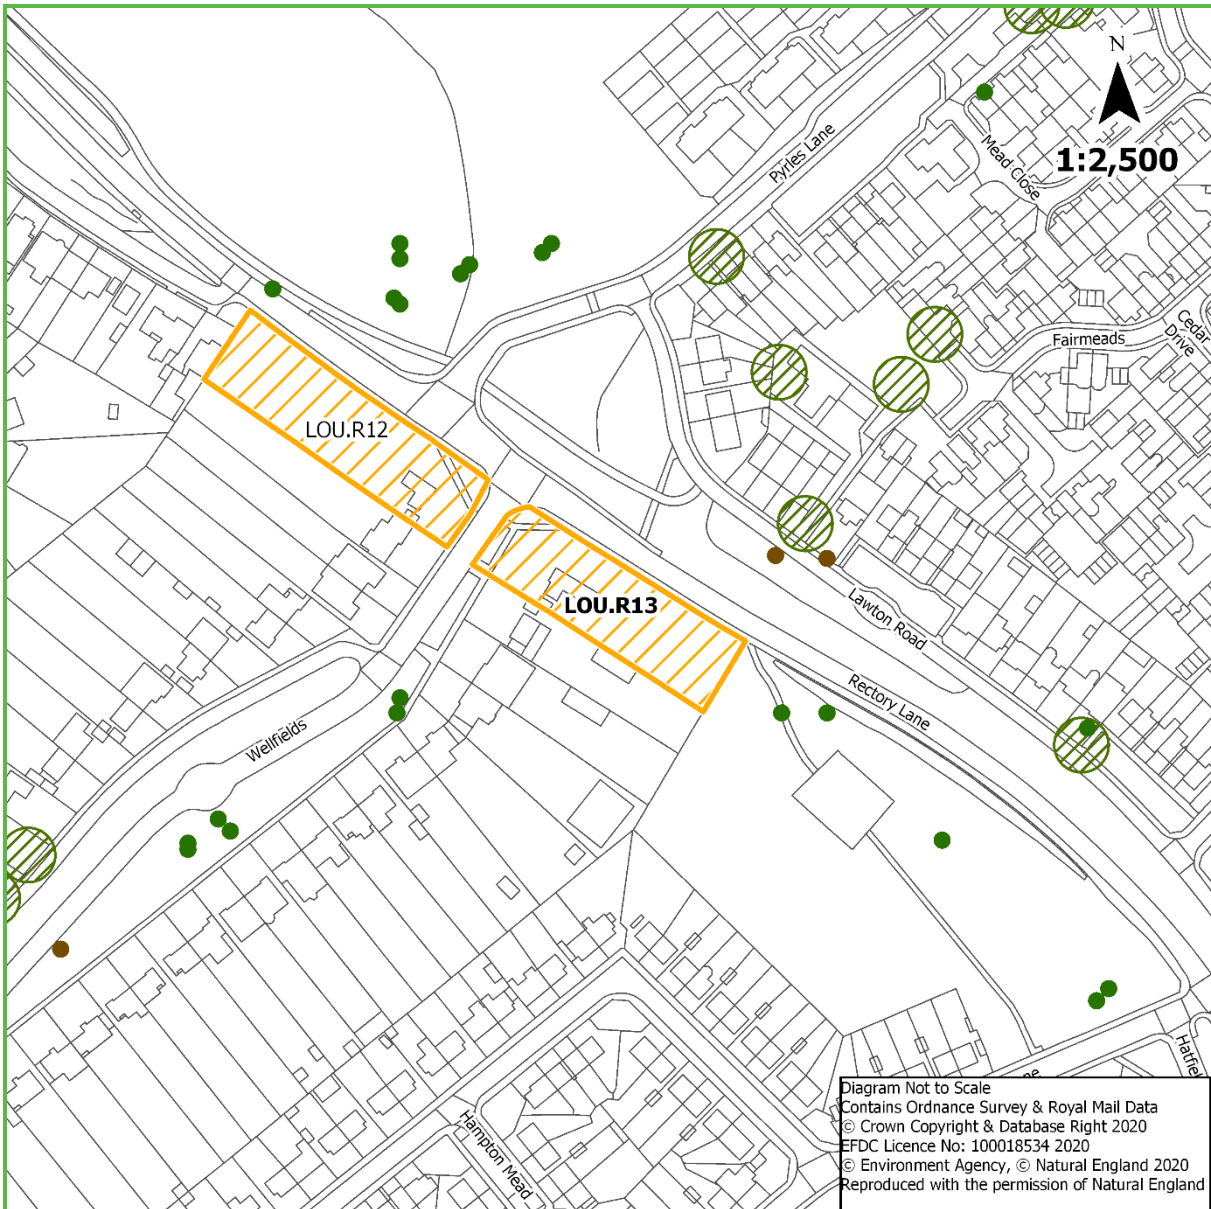 N
1:2,500
Pyrles Lane
Mead Close
Cedar
Drive
Fairmeads
LOU.R12
LOU.R13
Lawton Road
Rectory Lane
Wellfields
Hampton Mead
Hatfiel
Diagram Not to Scale
Contains Ordnance Survey & Royal Mail Data
© Crown Copyright & Database Right 2020
EFDC Licence No: 100018534 2020
© Environment Agency, © Natural England 2020
Reproduced with the permission of Natural England